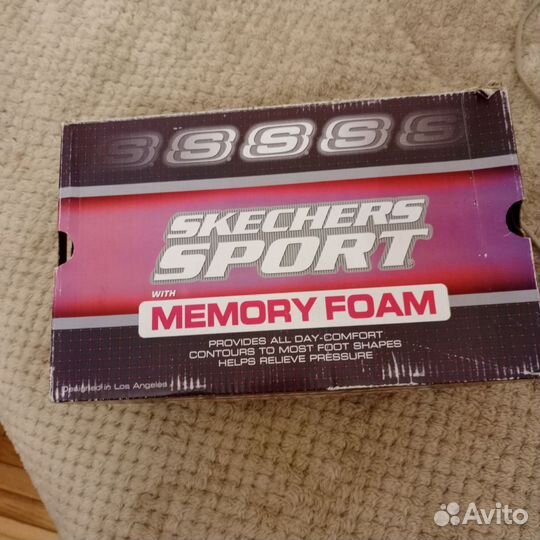 SSSSS
SKECHERS
SPORT
WITH
MEMORY FOAM
PROVIDES ALL DAY-COMFORT
CONTOURS TO MOST FOOT SHAPES
HELPS RELIEVE PRESSURE
Designed in Los Angeles
Avito